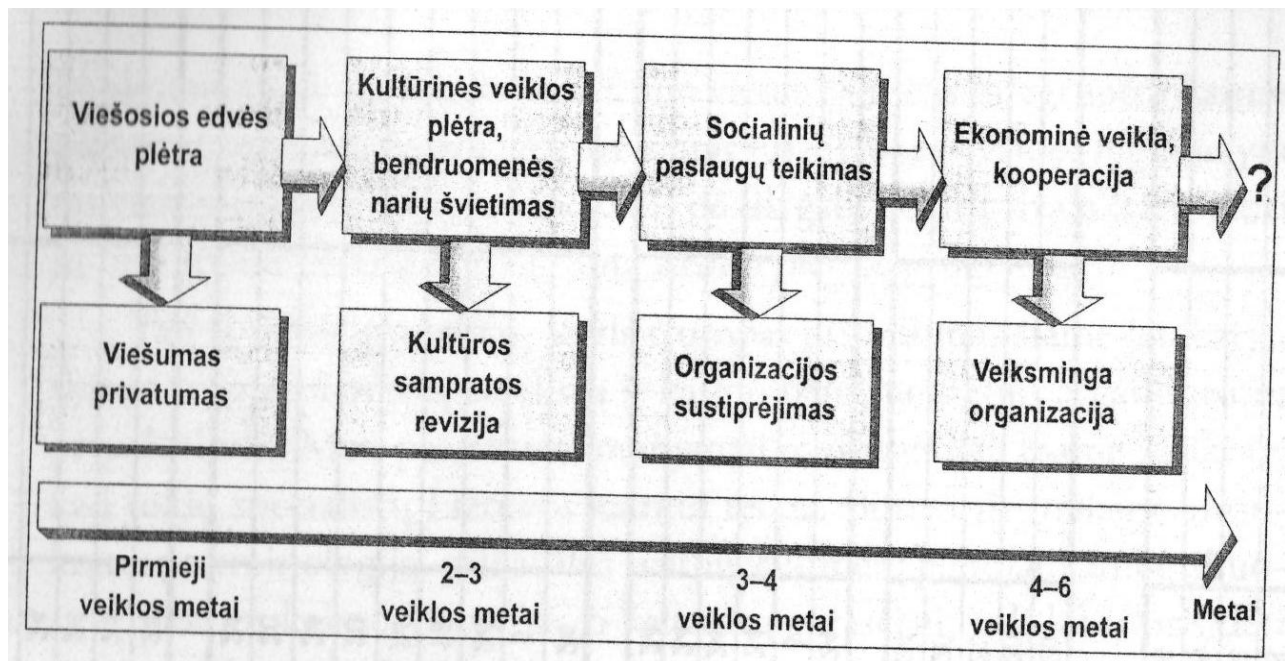 Viešosios edvės
plėtra
Kultūrinės veiklos
plėtra,
bendruomenės
narių švietimas
Socialinių
paslaugų teikimas
Ekonominė veikla,
kooperacija
?
Viešumas
privatumas
Kultūros
sampratos
revizija
Organizacijos
sustiprėjimas
Veiksminga
organizacija
Pirmieji
veiklos metai
2–3
veiklos metai
3–4
veiklos metai
4–6
veiklos metai
Metai